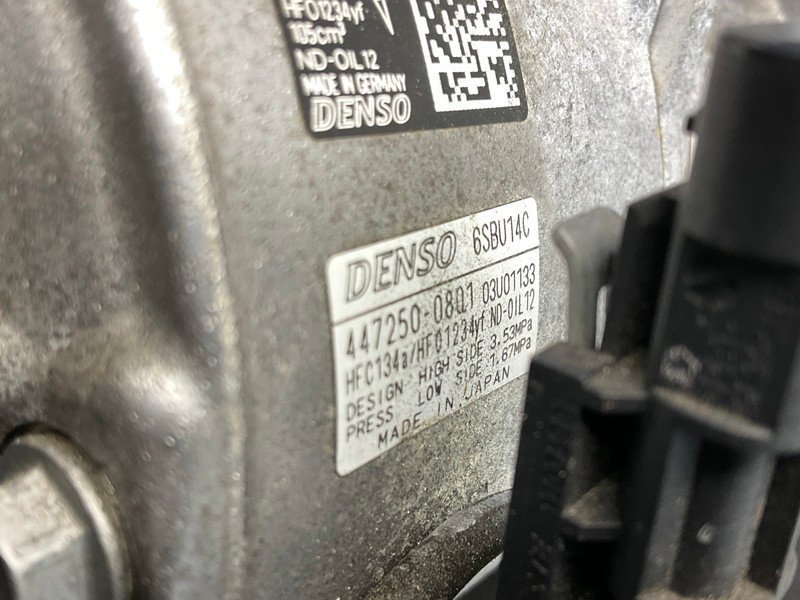 HFO1234yf
105cm³
ND-OIL12
MADE IN GERMANY
DENSO
DENSO 6SBU14C
447250-08Q1 03U01133
HFC134a/HFO1234yf ND-OIL12
DESIGN HIGH SIDE 3.53MPa
PRESS LOW SIDE 1.67MPa
MADE IN JAPAN